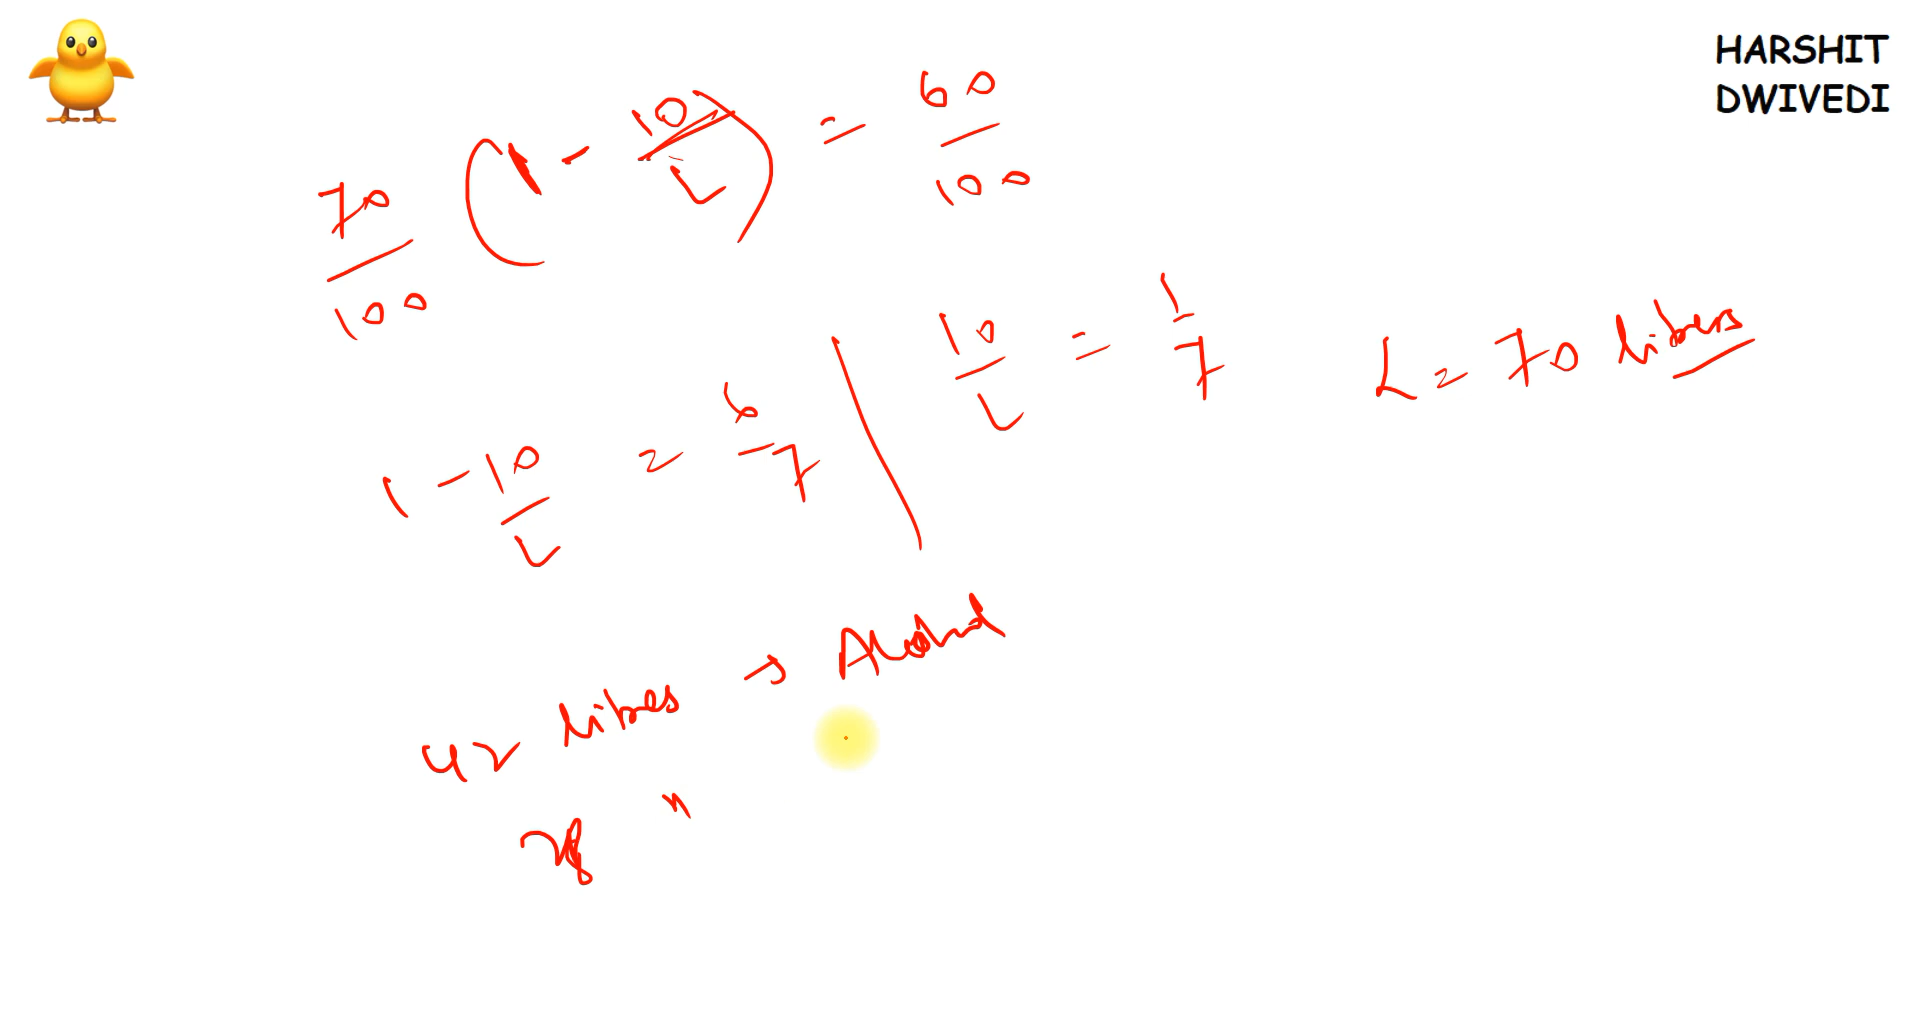 HARSHIT
DWIVEDI
70/100 (1 - 10/L) = 60/100
1 - 10/L = 6/7
10/L = 1/7
L = 70 liters
42 litres → Alcohol
28 "